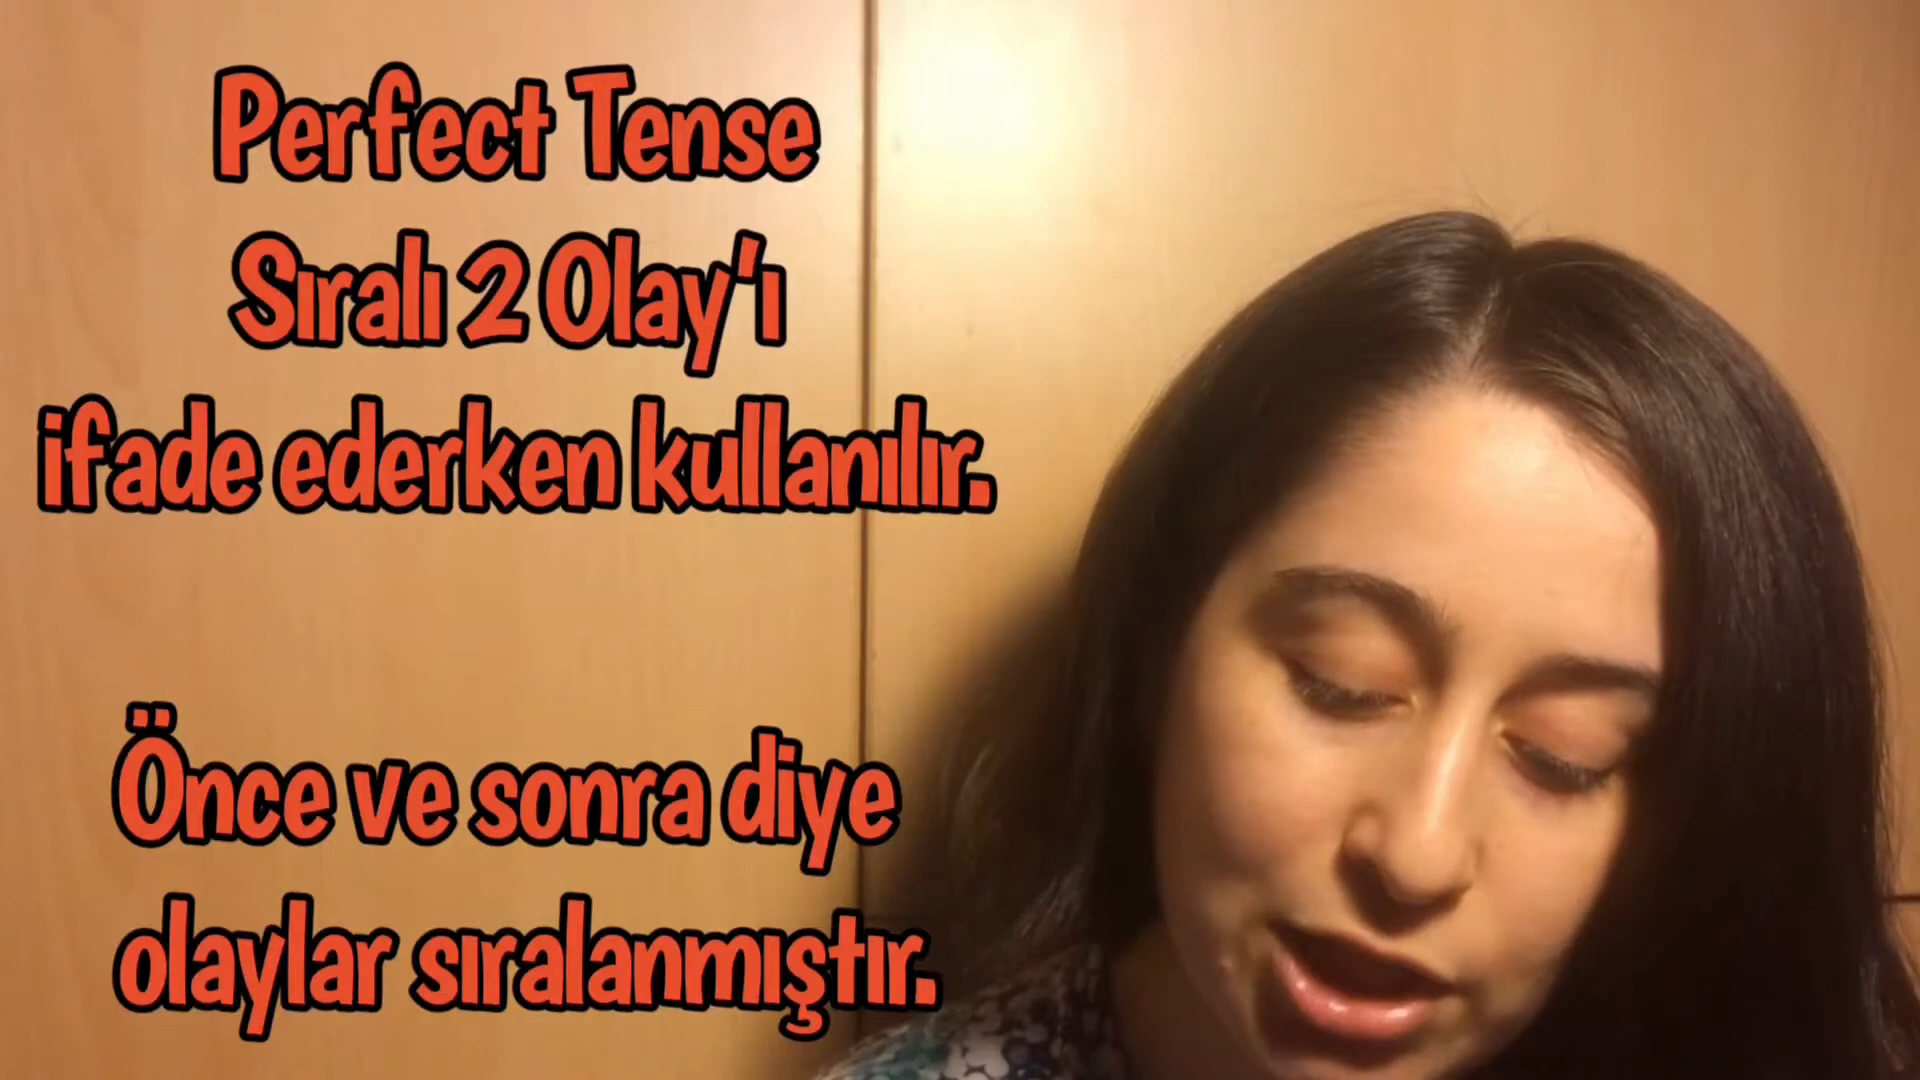 Perfect Tense
Sıralı 2 Olay'ı
ifade ederken kullanılır.
Önce ve sonra diye
olaylar sıralanmıştır.